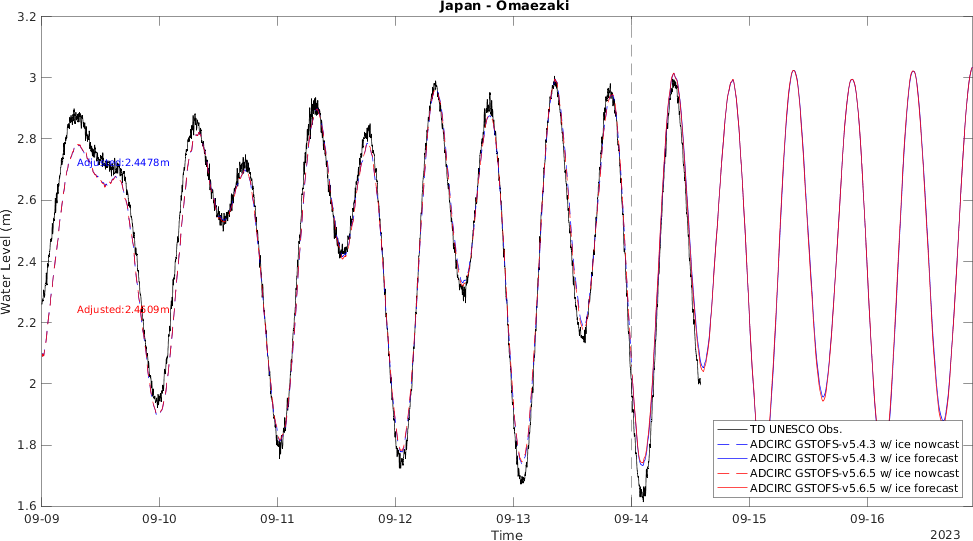 Japan - Omaezaki
3.2
3
2.8
2.6
2.4
2.2
2
1.8
1.6
Water Level (m)
Adjusted:2.4478m
Adjusted:2.4609m
TD UNESCO Obs.
ADCIRC GSTOFS-v5.4.3 w/ ice nowcast
ADCIRC GSTOFS-v5.4.3 w/ ice forecast
ADCIRC GSTOFS-v5.6.5 w/ ice nowcast
ADCIRC GSTOFS-v5.6.5 w/ ice forecast
09-09 09-10 09-11 09-12 09-13 09-14 09-15 09-16
Time
2023